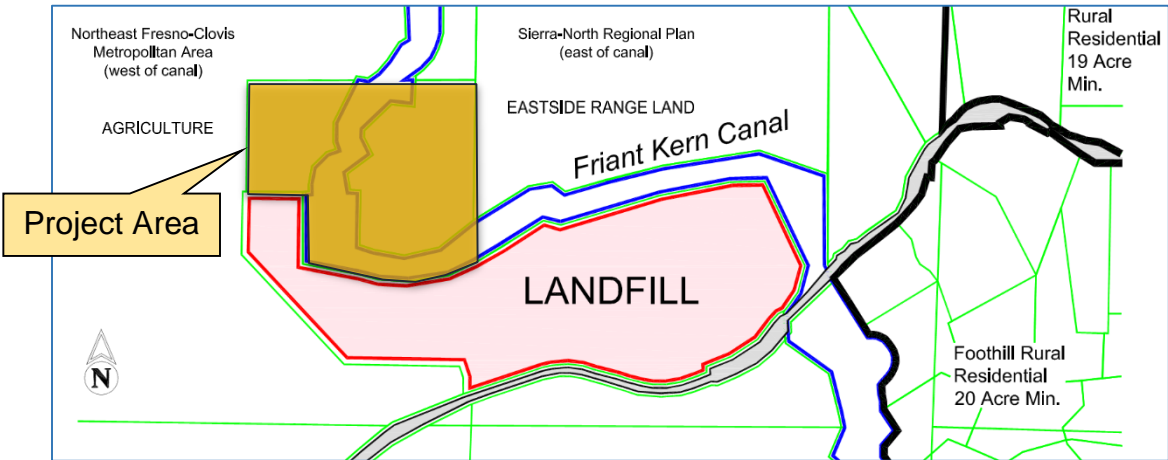 Northeast Fresno-Clovis
Metropolitan Area
(west of canal)
Sierra-North Regional Plan
(east of canal)
Rural
Residential
19 Acre
Min.
AGRICULTURE
EASTSIDE RANGE LAND
Friant Kern Canal
Project Area
LANDFILL
N
Foothill Rural
Residential
20 Acre Min.